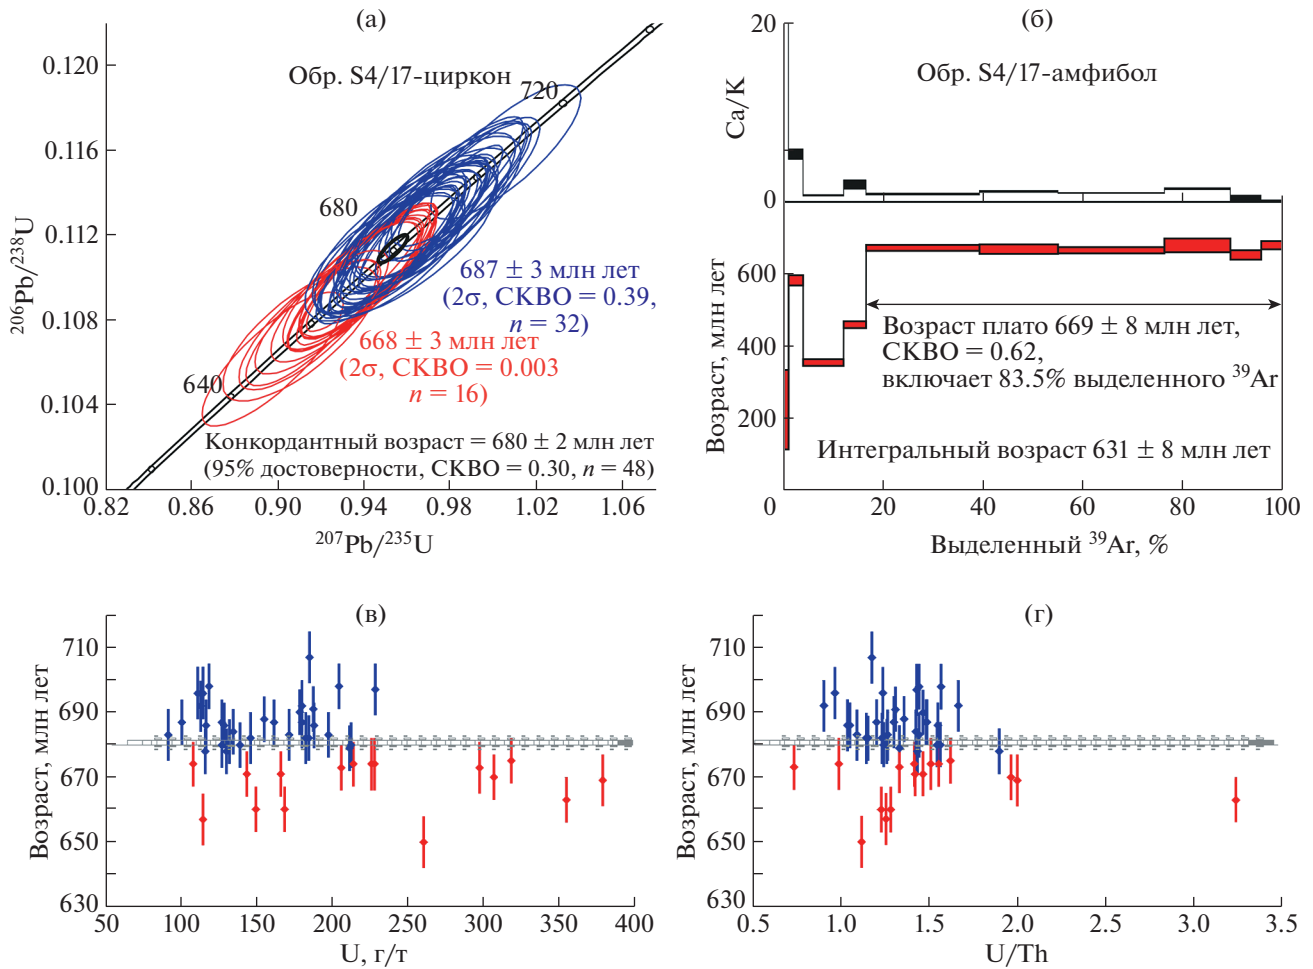 (а)
0.120
0.116
0.112
0.108
0.104
0.100
²⁰⁶Pb/²³⁸U
Обр. S4/17-циркон
720
680
640
687 ± 3 млн лет
(2σ, СКВО = 0.39,
n = 32)
668 ± 3 млн лет
(2σ, СКВО = 0.003
n = 16)
Конкордантный возраст = 680 ± 2 млн лет
(95% достоверности, СКВО = 0.30, n = 48)
0.82 0.86 0.90 0.94 0.98 1.02 1.06
²⁰⁷Pb/²³⁵U
(б)
20
Ca/K
0
Обр. S4/17-амфибол
600
400
200
Возраст, млн лет
Возраст плато 669 ± 8 млн лет,
СКВО = 0.62,
включает 83.5% выделенного ³⁹Ar
Интегральный возраст 631 ± 8 млн лет
0 20 40 60 80 100
Выделенный ³⁹Ar, %
(в)
710
690
670
650
630
Возраст, млн лет
50 100 150 200 250 300 350 400
U, г/т
(г)
710
690
670
650
630
Возраст, млн лет
0.5 1.0 1.5 2.0 2.5 3.0 3.5
U/Th